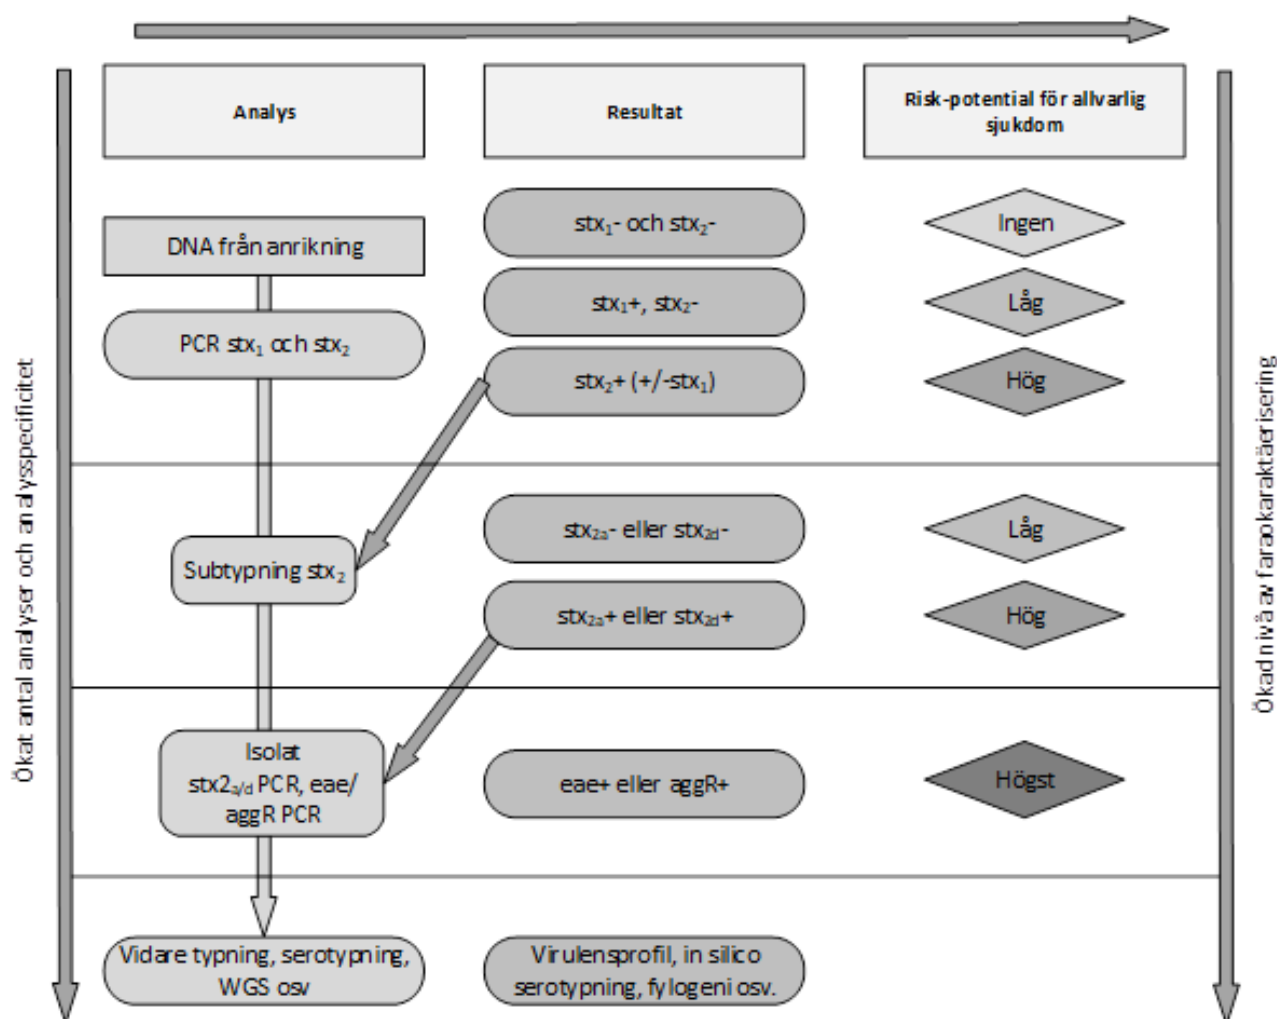 Analys
Resultat
Risk-potential för allvarlig
sjukdom
DNA från anrikning
stx₁- och stx₂-
Ingen
stx₁+, stx₂-
Låg
PCR stx₁ och stx₂
stx₂+ (+/-stx₁)
Hög
Subtypning stx₂
stx₂ₐ- eller stx₂d-
Låg
stx₂ₐ+ eller stx₂d+
Hög
Isolat
stx2ₐ/d PCR, eae/
aggR PCR
eae+ eller aggR+
Högst
Vidare typning, serotypning,
WGS osv
Virulensprofil, in silico
serotypning, fylogeni osv.
Ökat antal analyser och analysspecificitet
Ökad nivå av faraokaraktäerisering